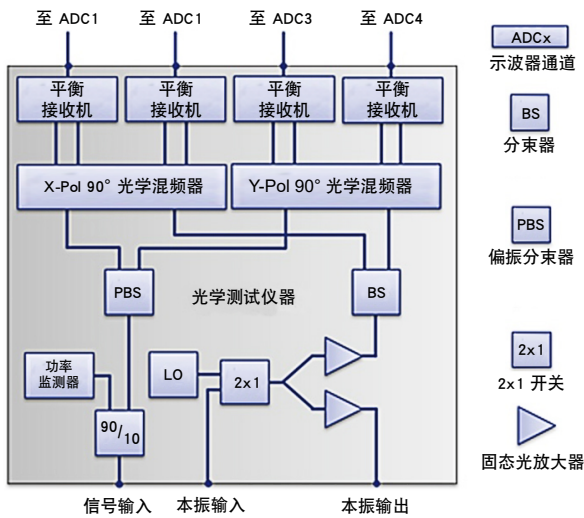 至 ADC1
至 ADC1
至 ADC3
至 ADC4
平衡
接收机
平衡
接收机
平衡
接收机
平衡
接收机
X-Pol 90° 光学混频器
Y-Pol 90° 光学混频器
PBS
光学测试仪器
BS
功率
监测器
LO
2x1
90/10
信号输入
本振输入
本振输出
ADCx
示波器通道
BS
分束器
PBS
偏振分束器
2x1
2x1 开关
固态光放大器